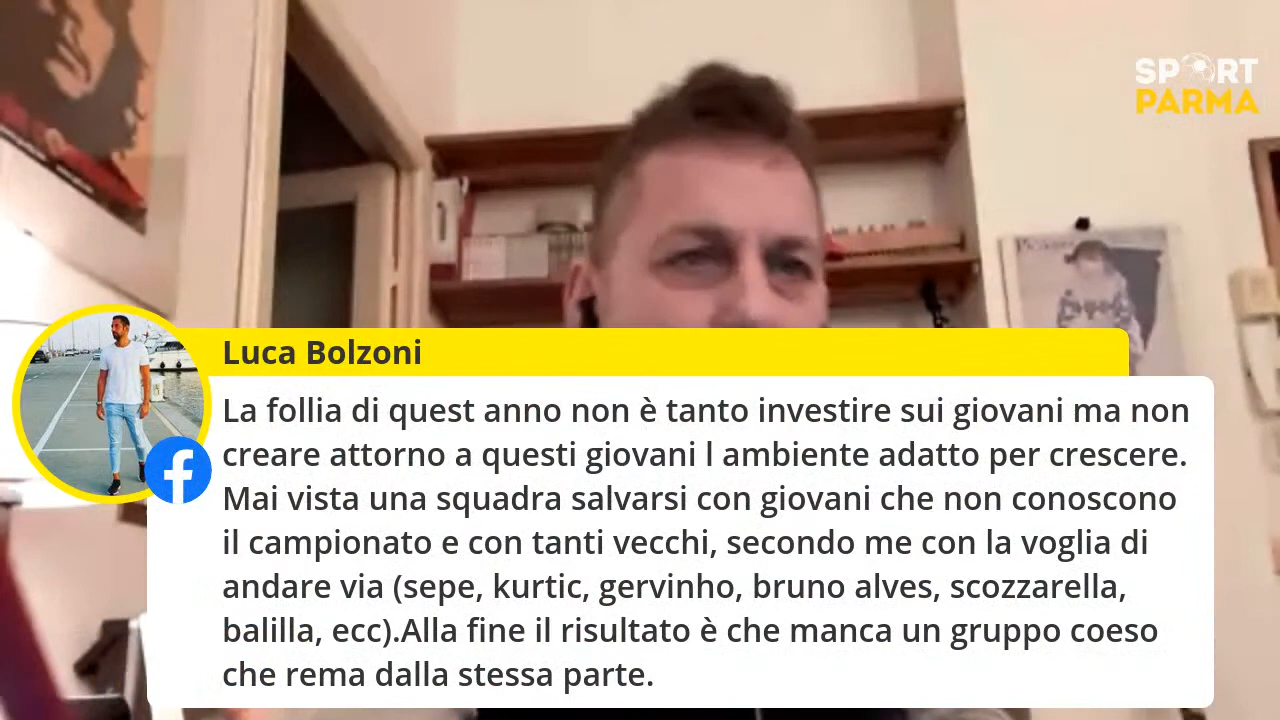 SPORT
PARMA
Luca Bolzoni
La follia di quest anno non è tanto investire sui giovani ma non
creare attorno a questi giovani l ambiente adatto per crescere.
Mai vista una squadra salvarsi con giovani che non conoscono
il campionato e con tanti vecchi, secondo me con la voglia di
andare via (sepe, kurtic, gervinho, bruno alves, scozzarella,
balilla, ecc).Alla fine il risultato è che manca un gruppo coeso
che rema dalla stessa parte.